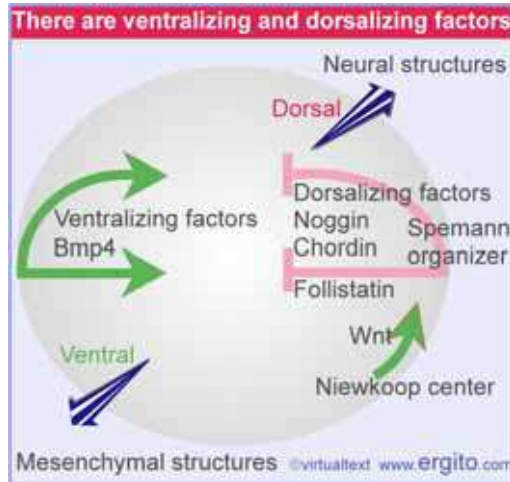 There are ventralizing and dorsalizing factors
Neural structures
Dorsal
Ventralizing factors
Bmp4
Dorsalizing factors
Noggin
Chordin
Follistatin
Spemann
organizer
Wnt
Niewkoop center
Ventral
Mesenchymal structures
©virtualtext www.ergito.com